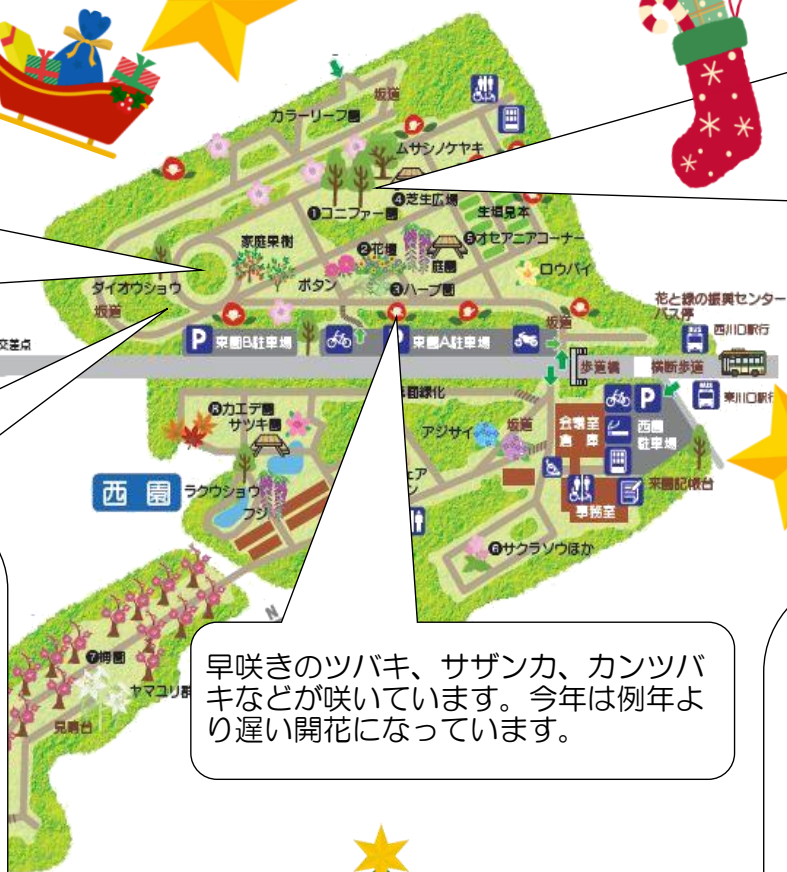 坂道
カラーリーフ園
ムサシノケヤキ
❹芝生広場
❶コニファー園
生垣見本
家庭果樹
❷花壇
❺オセアニアコーナー
庭園
ロウバイ
ダイオウショウ
ボタン
❸ハーブ園
坂道
花と緑の振興センター
バス停
坂道
西川口駅行
交差点
P 東園B駐車場
東園A駐車場
歩道橋
横断歩道
東川口駅行
❽カエデ園
サツキ園
面緑化
アジサイ
坂道
会議室
倉庫
P
西園
駐車場
西園
ラクウショウ
フジ
来園記帳台
事務室
❻サクラソウほか
N
❼梅園
ヤマユリ群
見晴台
早咲きのツバキ、サザンカ、カンツバ
キなどが咲いています。今年は例年よ
り遅い開花になっています。